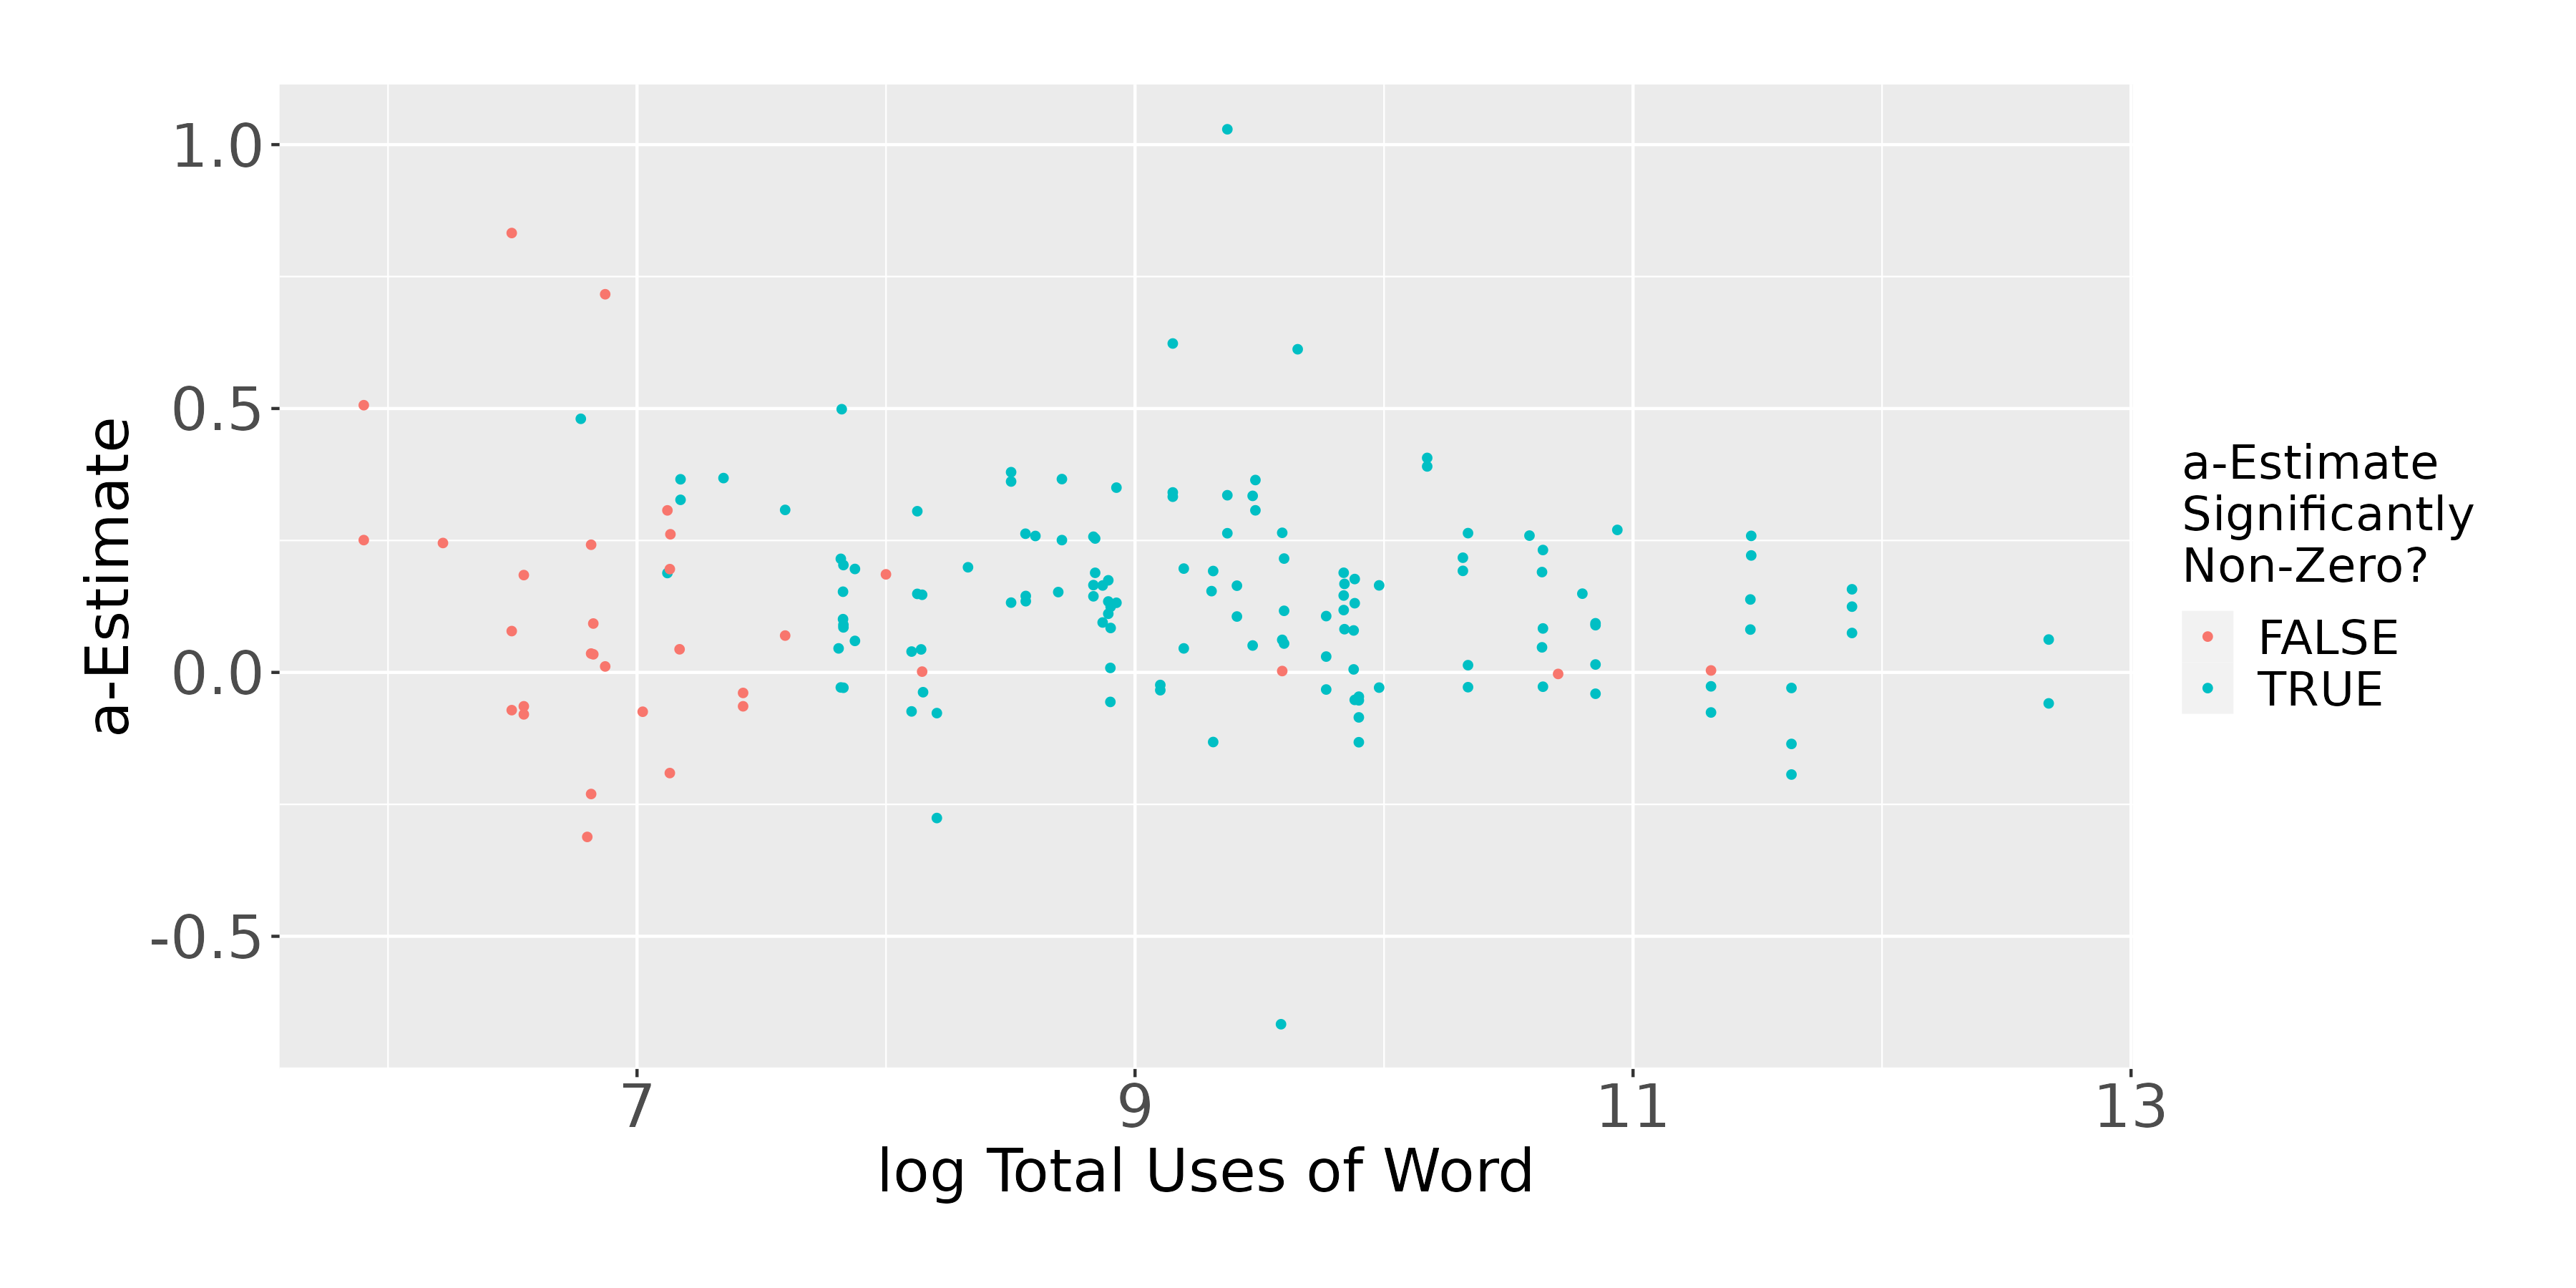 1.0
0.5
0.0
-0.5
a-Estimate
7
9
11
13
log Total Uses of Word
a-Estimate
Significantly
Non-Zero?
FALSE
TRUE